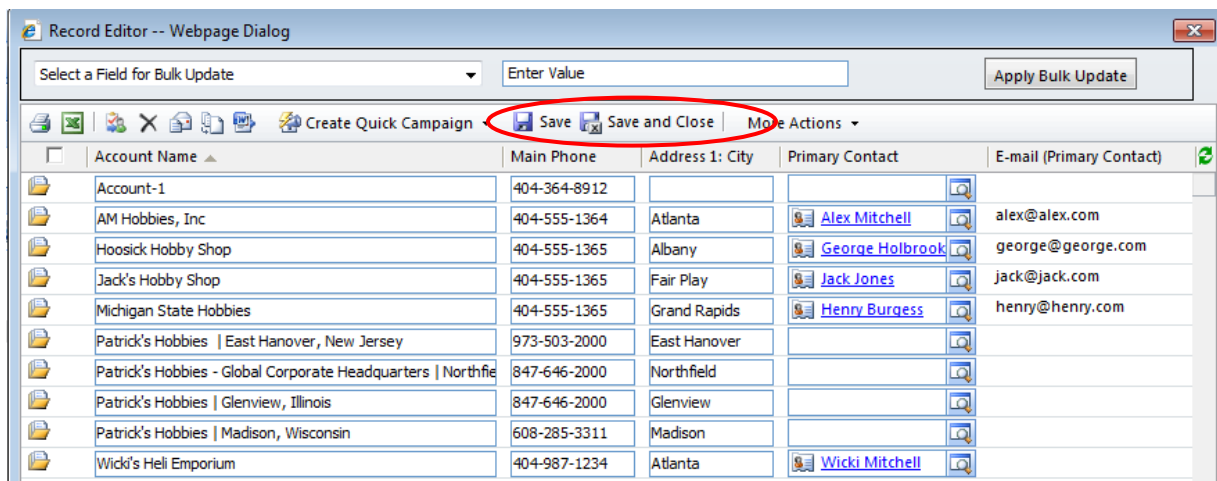 Record Editor -- Webpage Dialog
Select a Field for Bulk Update Enter Value Apply Bulk Update
Create Quick Campaign Save Save and Close More Actions
Account Name Main Phone Address 1: City Primary Contact E-mail (Primary Contact)
Account-1 404-364-8912
AM Hobbies, Inc 404-555-1364 Atlanta Alex Mitchell alex@alex.com
Hoosick Hobby Shop 404-555-1365 Albany George Holbrook george@george.com
Jack's Hobby Shop 404-555-1365 Fair Play Jack Jones jack@jack.com
Michigan State Hobbies 404-555-1365 Grand Rapids Henry Burgess henry@henry.com
Patrick's Hobbies | East Hanover, New Jersey 973-503-2000 East Hanover
Patrick's Hobbies - Global Corporate Headquarters | Northfie 847-646-2000 Northfield
Patrick's Hobbies | Glenview, Illinois 847-646-2000 Glenview
Patrick's Hobbies | Madison, Wisconsin 608-285-3311 Madison
Wicki's Heli Emporium 404-987-1234 Atlanta Wicki Mitchell